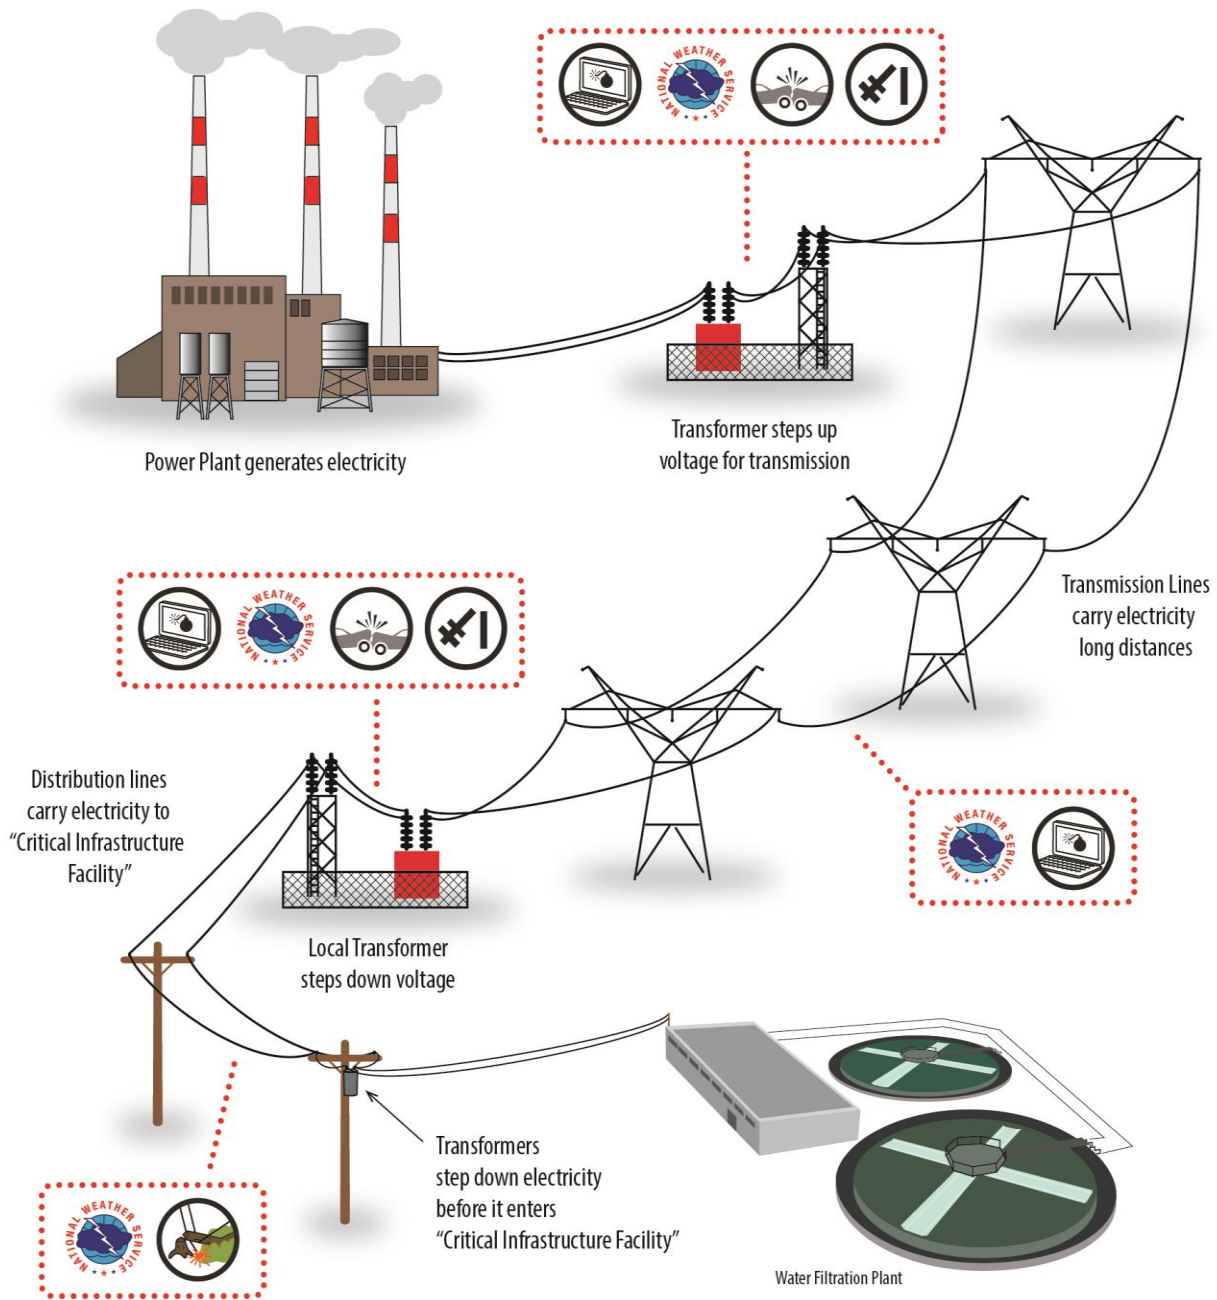 NATIONAL WEATHER SERVICE
Power Plant generates electricity
Transformer steps up
voltage for transmission
NATIONAL WEATHER SERVICE
Transmission Lines
carry electricity
long distances
Distribution lines
carry electricity to
“Critical Infrastructure
Facility”
NATIONAL WEATHER SERVICE
Local Transformer
steps down voltage
Transformers
step down electricity
before it enters
“Critical Infrastructure Facility”
NATIONAL WEATHER SERVICE
Water Filtration Plant